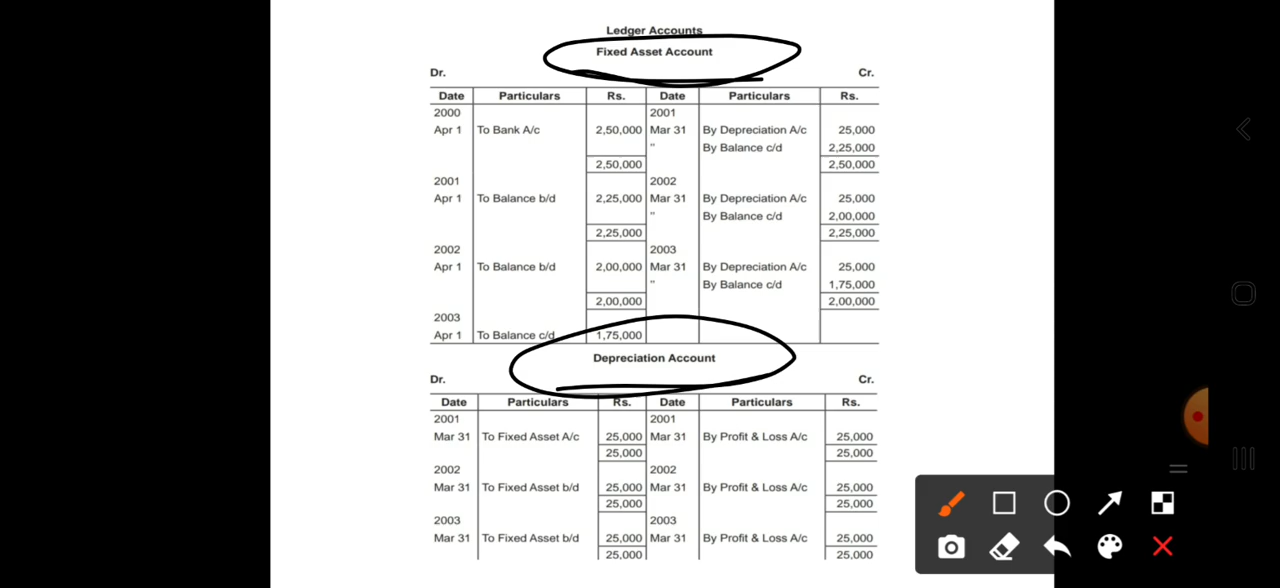 Ledger Accounts
Fixed Asset Account
Dr. Cr.
Date Particulars Rs. Date Particulars Rs.
2000 2001
Apr 1 To Bank A/c 2,50,000 Mar 31 By Depreciation A/c 25,000
" By Balance c/d 2,25,000
2,50,000 2,50,000
2001 2002
Apr 1 To Balance b/d 2,25,000 Mar 31 By Depreciation A/c 25,000
" By Balance c/d 2,00,000
2,25,000 2,25,000
2002 2003
Apr 1 To Balance b/d 2,00,000 Mar 31 By Depreciation A/c 25,000
" By Balance c/d 1,75,000
2,00,000 2,00,000
2003
Apr 1 To Balance c/d 1,75,000
Depreciation Account
Dr. Cr.
Date Particulars Rs. Date Particulars Rs.
2001 2001
Mar 31 To Fixed Asset A/c 25,000 Mar 31 By Profit & Loss A/c 25,000
25,000 25,000
2002 2002
Mar 31 To Fixed Asset b/d 25,000 Mar 31 By Profit & Loss A/c 25,000
25,000 25,000
2003 2003
Mar 31 To Fixed Asset b/d 25,000 Mar 31 By Profit & Loss A/c 25,000
25,000 25,000